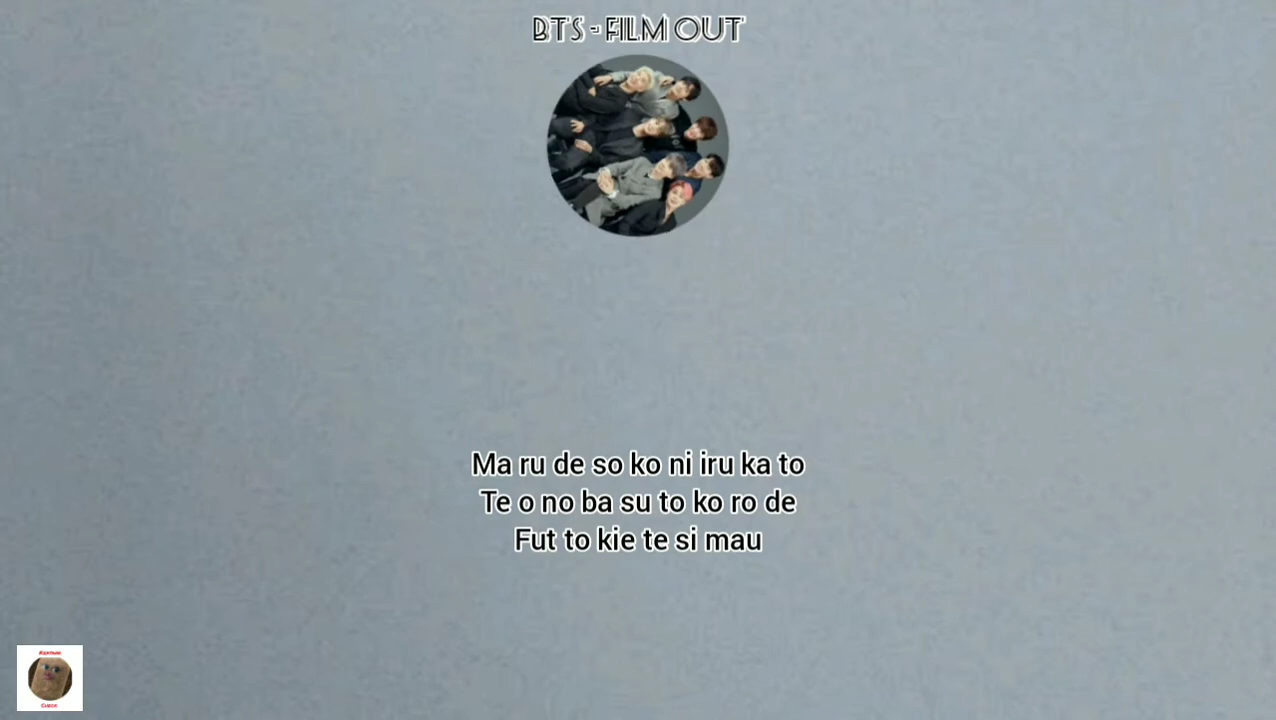 BTS - FILM OUT
Ma ru de so ko ni iru ka to
Te o no ba su to ko ro de
Fut to kie te si mau